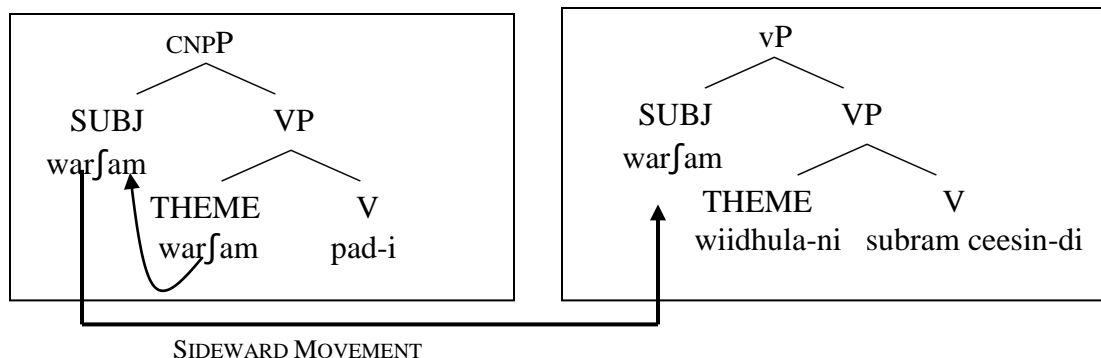 CNPP
SUBJ VP
warʃam
THEME V
warʃam pad-i
vP
SUBJ VP
warʃam
THEME V
wiidhula-ni subram ceesin-di
SIDEWARD MOVEMENT